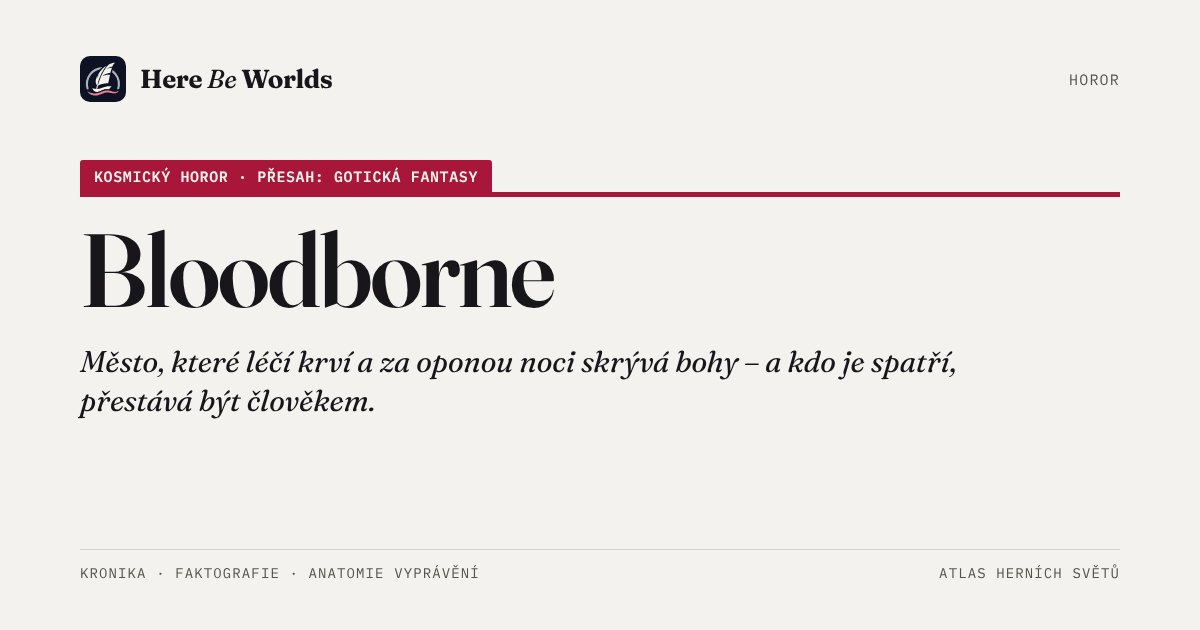 Here Be Worlds
HOROR
KOSMICKÝ HOROR · PŘESAH: GOTICKÁ FANTASY
Bloodborne
Město, které léčí krví a za oponou noci skrývá bohy – a kdo je spatří,
přestává být člověkem.
KRONIKA · FAKTOGRAFIE · ANATOMIE VYPRÁVĚNÍ
ATLAS HERNÍCH SVĚTŮ